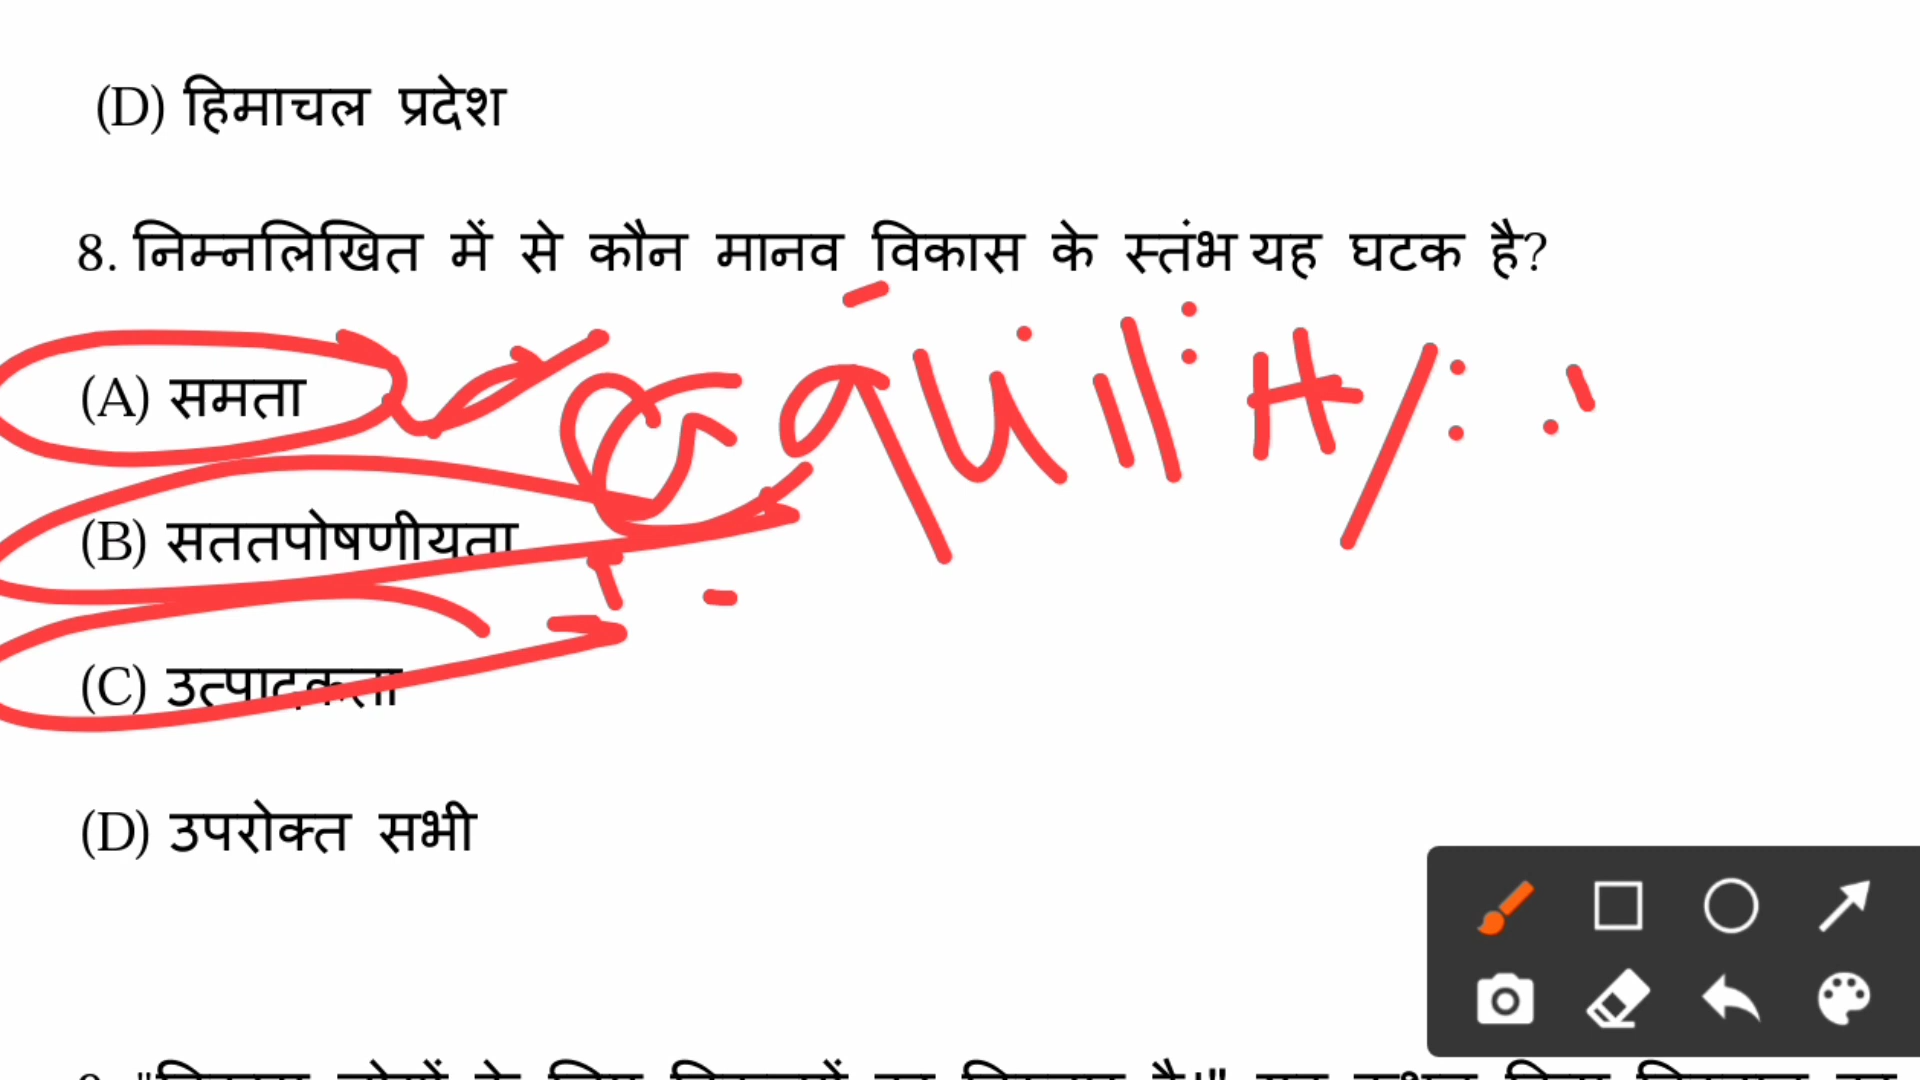 (D) हिमाचल प्रदेश
8. निम्नलिखित में से कौन मानव विकास के स्तंभ यह घटक है?
(A) समता
(B) सततपोषणीयता
(C) उत्पादकता
(D) उपरोक्त सभी